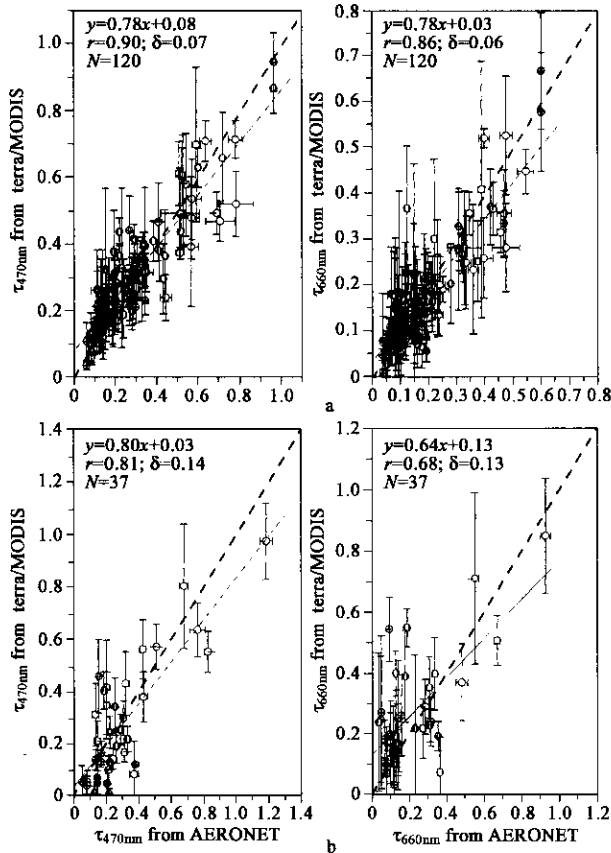 y=0.78x+0.08
r=0.90; δ=0.07
N=120
1.0
0.8
0.6
0.4
0.2
0
τ470nm from terra/MODIS
0 0.2 0.4 0.6 0.8 1.0
y=0.78x+0.03
r=0.86; δ=0.06
N=120
0.8
0.7
0.6
0.5
0.4
0.3
0.2
0.1
0
τ660nm from terra/MODIS
0 0.1 0.2 0.3 0.4 0.5 0.6 0.7 0.8
a
y=0.80x+0.03
r=0.81; δ=0.14
N=37
1.4
1.2
1.0
0.8
0.6
0.4
0.2
0
τ470nm from terra/MODIS
0 0.2 0.4 0.6 0.8 1.0 1.2 1.4
τ470nm from AERONET
y=0.64x+0.13
r=0.68; δ=0.13
N=37
1.2
1.0
0.8
0.6
0.4
0.2
0
τ660nm from terra/MODIS
0 0.2 0.4 0.6 0.8 1.0 1.2
τ660nm from AERONET
b